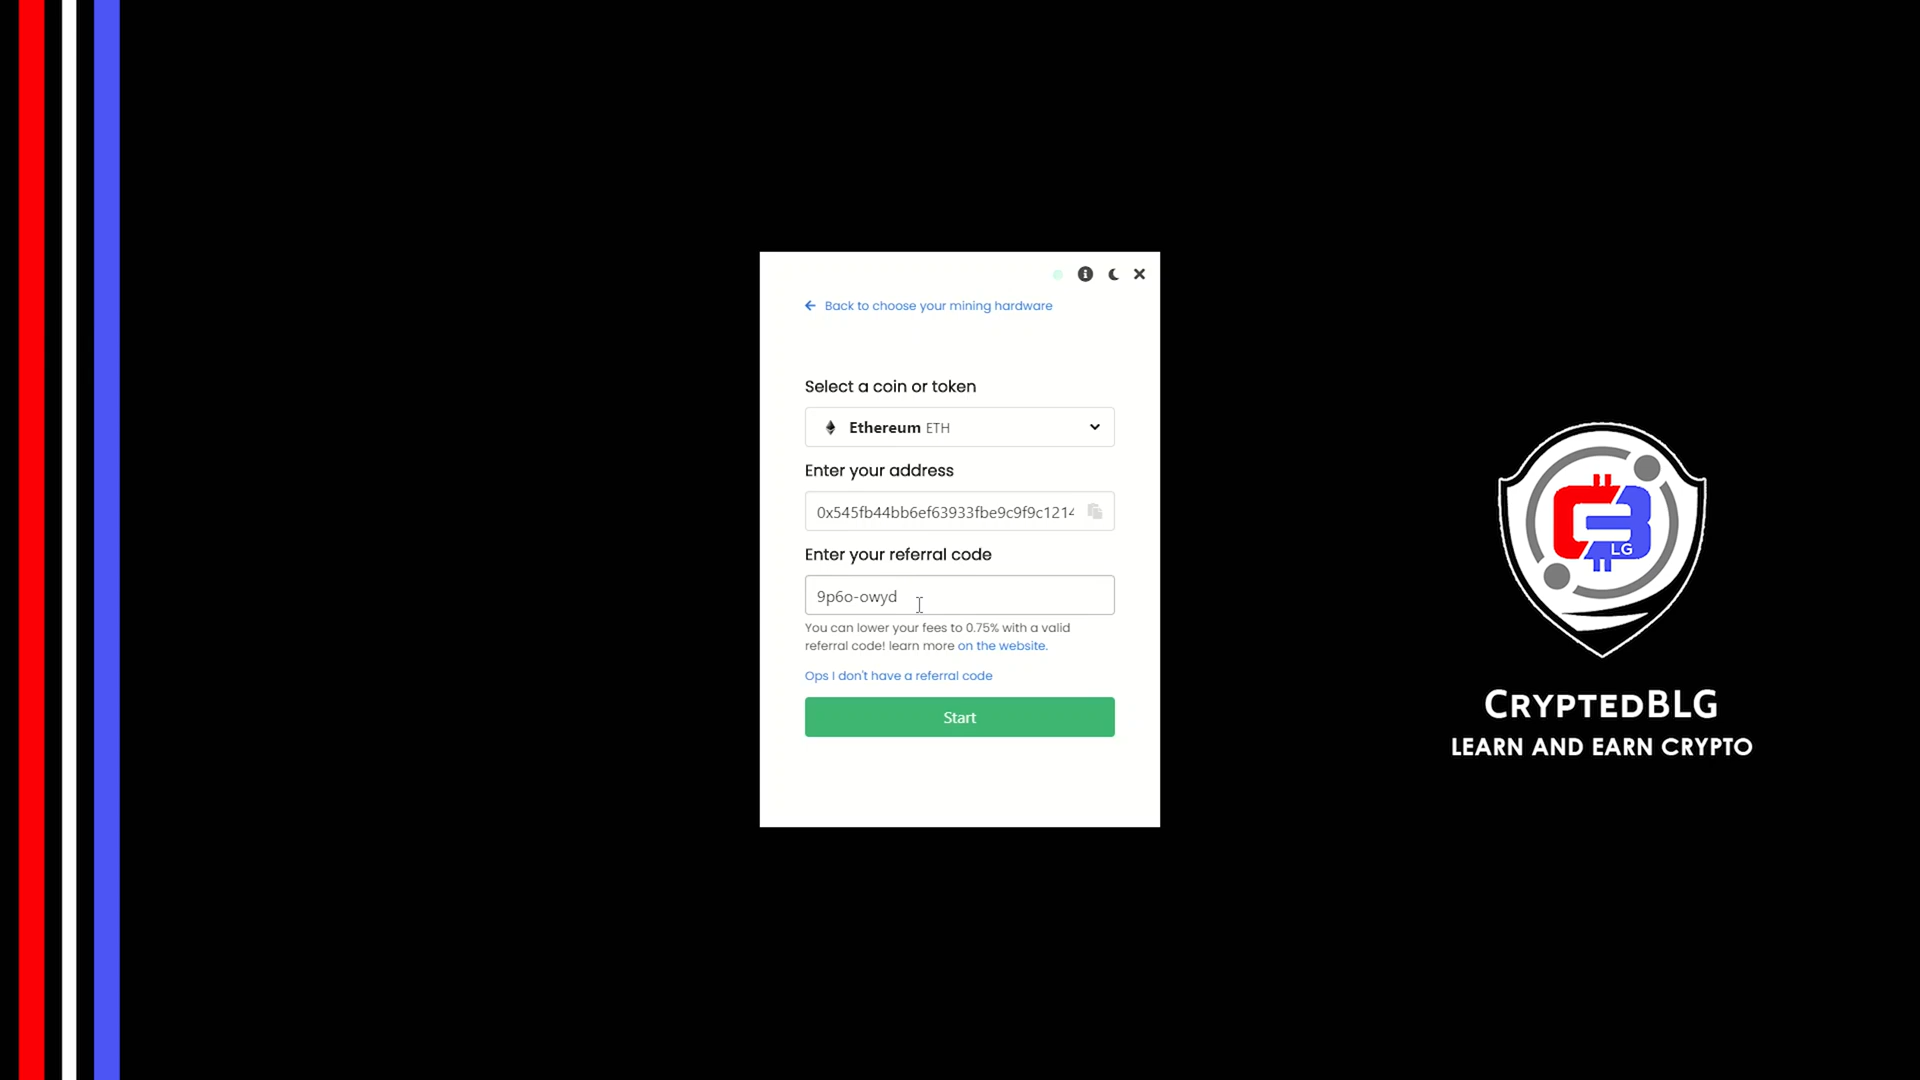 Back to choose your mining hardware
Select a coin or token
Ethereum ETH
Enter your address
0x545fb44bb6ef63933fbe9c9f9c1214
Enter your referral code
9p6o-owyd
You can lower your fees to 0.75% with a valid
referral code! learn more on the website.
Ops I don't have a referral code
Start
LG
CRYPTEDBLG
LEARN AND EARN CRYPTO